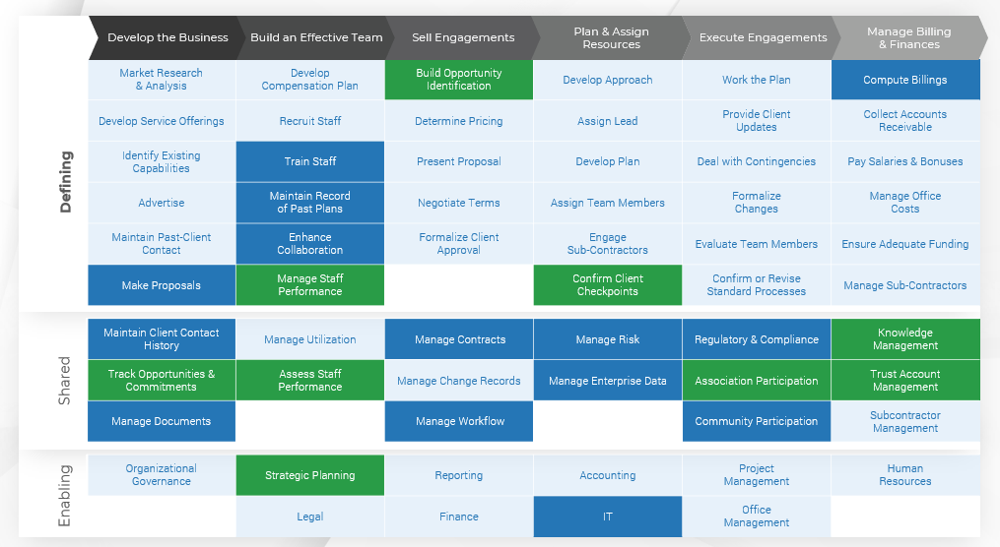 Develop the Business
Build an Effective Team
Sell Engagements
Plan & Assign
Resources
Execute Engagements
Manage Billing
& Finances
Defining
Market Research
& Analysis
Develop
Compensation Plan
Build Opportunity
Identification
Develop Approach
Work the Plan
Compute Billings
Develop Service Offerings
Recruit Staff
Determine Pricing
Assign Lead
Provide Client
Updates
Collect Accounts
Receivable
Identify Existing
Capabilities
Train Staff
Present Proposal
Develop Plan
Deal with Contingencies
Pay Salaries & Bonuses
Advertise
Maintain Record
of Past Plans
Negotiate Terms
Assign Team Members
Formalize
Changes
Manage Office
Costs
Maintain Past-Client
Contact
Enhance
Collaboration
Formalize Client
Approval
Engage
Sub-Contractors
Evaluate Team Members
Ensure Adequate Funding
Make Proposals
Manage Staff
Performance
Confirm Client
Checkpoints
Confirm or Revise
Standard Processes
Manage Sub-Contractors
Shared
Maintain Client Contact
History
Manage Utilization
Manage Contracts
Manage Risk
Regulatory & Compliance
Knowledge
Management
Track Opportunities &
Commitments
Assess Staff
Performance
Manage Change Records
Manage Enterprise Data
Association Participation
Trust Account
Management
Manage Documents
Manage Workflow
Community Participation
Subcontractor
Management
Enabling
Organizational
Governance
Strategic Planning
Reporting
Accounting
Project
Management
Human
Resources
Legal
Finance
IT
Office
Management